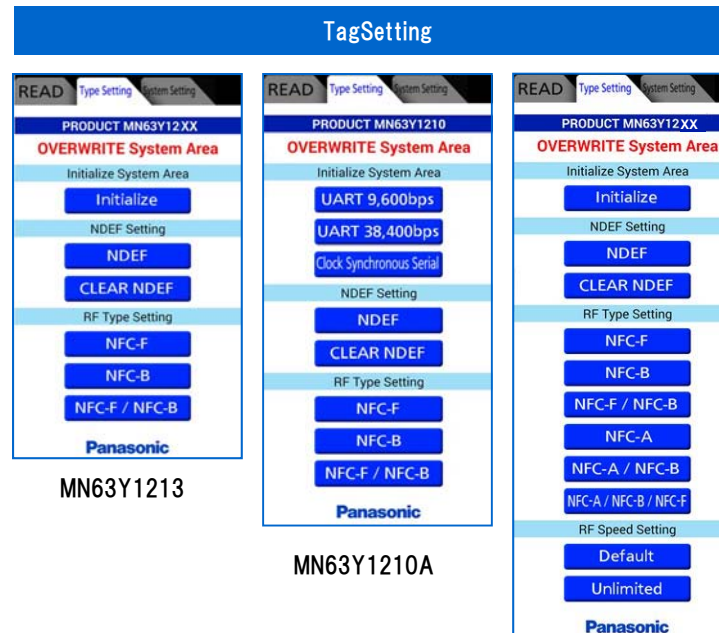 TagSetting
READ Type Setting System Setting
PRODUCT MN63Y12XX
OVERWRITE System Area
Initialize System Area
Initialize
NDEF Setting
NDEF
CLEAR NDEF
RF Type Setting
NFC-F
NFC-B
NFC-F / NFC-B
Panasonic
MN63Y1213
READ Type Setting System Setting
PRODUCT MN63Y1210
OVERWRITE System Area
Initialize System Area
UART 9,600bps
UART 38,400bps
Clock Synchronous Serial
NDEF Setting
NDEF
CLEAR NDEF
RF Type Setting
NFC-F
NFC-B
NFC-F / NFC-B
Panasonic
MN63Y1210A
READ Type Setting System Setting
PRODUCT MN63Y12XX
OVERWRITE System Area
Initialize System Area
Initialize
NDEF Setting
NDEF
CLEAR NDEF
RF Type Setting
NFC-F
NFC-B
NFC-F / NFC-B
NFC-A
NFC-A / NFC-B
NFC-A / NFC-B / NFC-F
RF Speed Setting
Default
Unlimited
Panasonic